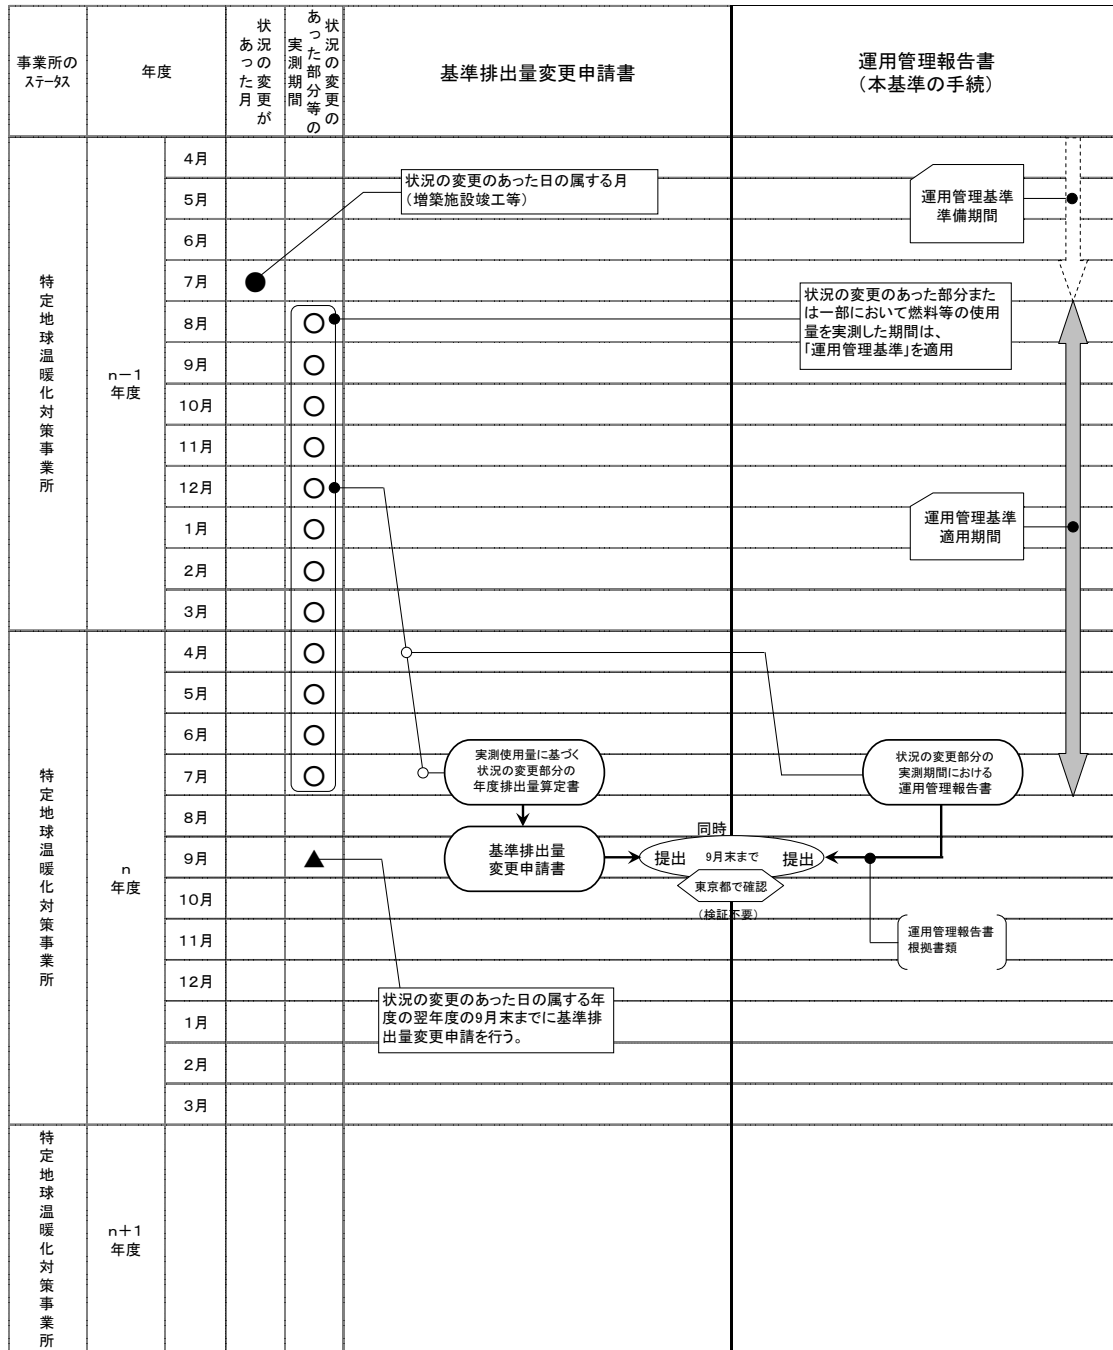 事業所の
ステータス
年度
状況の変更が
あった月
状況の変更の
あった部分等の
実測期間
基準排出量変更申請書
運用管理報告書
（本基準の手続）
特定地球温暖化対策事業所
n－1
年度
4月
5月
6月
7月
8月
9月
10月
11月
12月
1月
2月
3月
状況の変更のあった日の属する月
（増築施設竣工等）
運用管理基準
準備期間
状況の変更のあった部分また
は一部において燃料等の使用
量を実測した期間は、
「運用管理基準」を適用
運用管理基準
適用期間
特定地球温暖化対策事業所
n
年度
4月
5月
6月
7月
8月
9月
10月
11月
12月
1月
2月
3月
実測使用量に基づく
状況の変更部分の
年度排出量算定書
状況の変更部分の
実測期間における
運用管理報告書
基準排出量
変更申請書
同時
提出 9月末まで 提出
東京都で確認
（検証不要）
運用管理報告書
根拠書類
状況の変更のあった日の属する年
度の翌年度の9月末までに基準排
出量変更申請を行う。
特定地球温暖化対策事業所
n＋1
年度